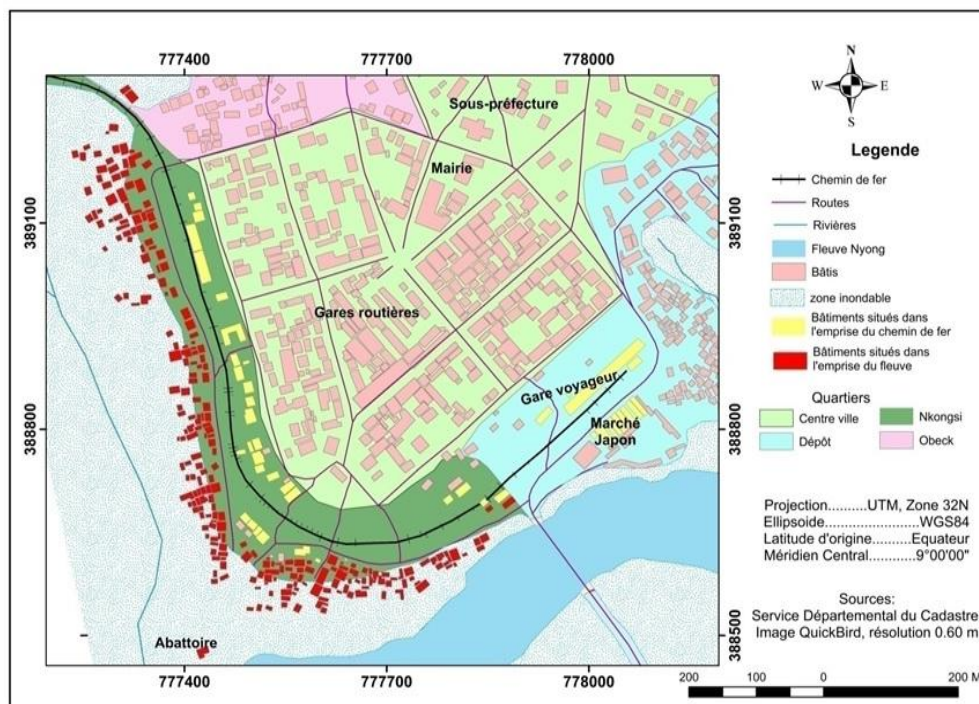 777400 777700 778000
N
W E
S
Sous-préfecture
Mairie
389100
389100
Gares routières
Gare voyageur
Marché
Japon
388800
388800
388500
Abattoire
777400 777700 778000
Legende
Chemin de fer
Routes
Rivières
Fleuve Nyong
Bâtis
zone inondable
Bâtiments situés dans
l'emprise du chemin de fer
Bâtiments situés dans
l'emprise du fleuve
Quartiers
Centre ville Nkongsi
Dépôt Obeck
Projection..........UTM, Zone 32N
Ellipsoide.........................WGS84
Latitude d'origine..........Equateur
Méridien Central............9°00'00"
Sources:
Service Départemental du Cadastre
Image QuickBird, résolution 0.60 m
200 100 0 200 M